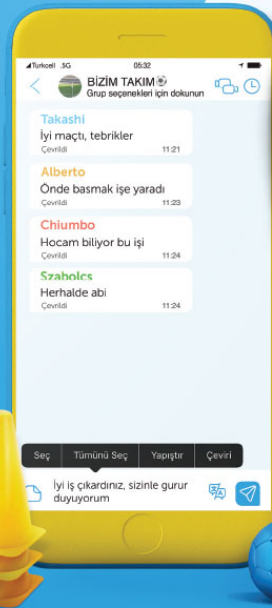 Turkcell .5G 05:32
BİZİM TAKIM
Grup seçenekleri için dokunun
Takashi
İyi maçtı, tebrikler
Çevrildi 11:21
Alberto
Önde basmak işe yaradı
Çevrildi 11:23
Chiumbo
Hocam biliyor bu işi
Çevrildi 11:24
Szabolcs
Herhalde abi
Çevrildi 11:24
Seç Tümünü Seç Yapıştır Çeviri
İyi iş çıkardınız, sizinle gurur
duyuyorum